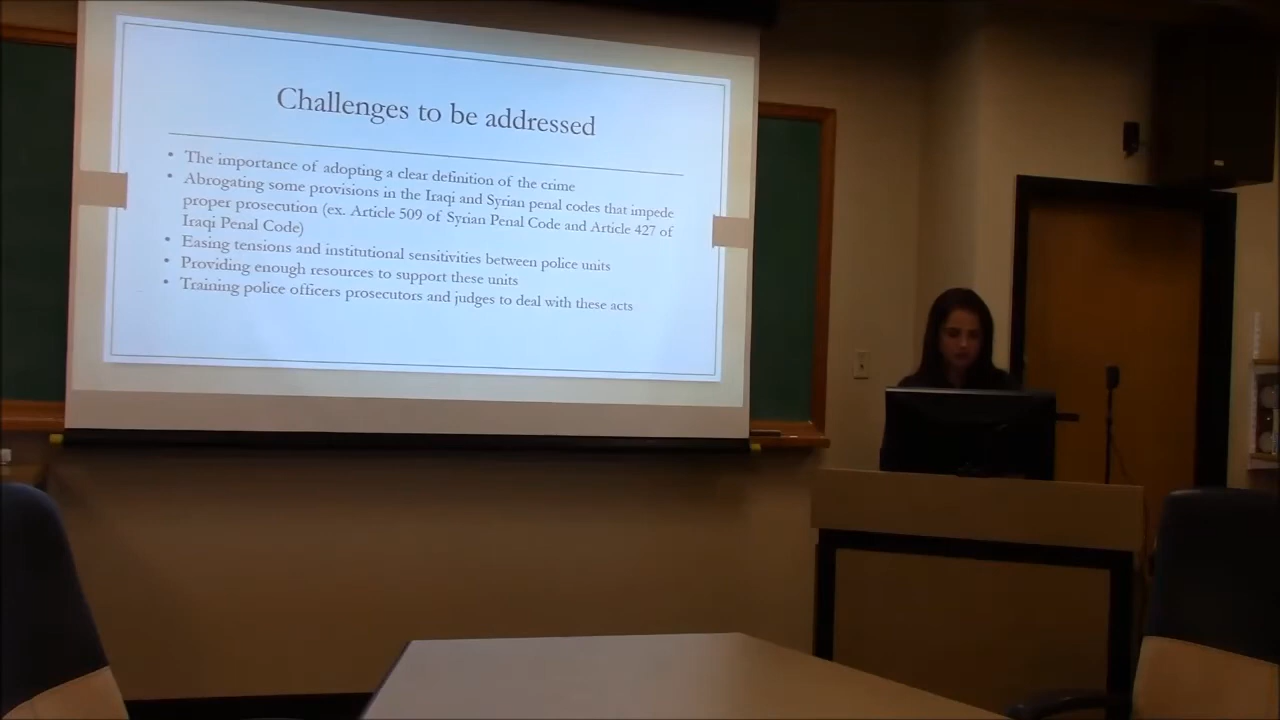 Challenges to be addressed
• The importance of adopting a clear definition of the crime
• Abrogating some provisions in the Iraqi and Syrian penal codes that impede
proper prosecution (ex. Article 509 of Syrian Penal Code and Article 427 of
Iraqi Penal Code)
• Easing tensions and institutional sensitivities between police units
• Providing enough resources to support these units
• Training police officers prosecutors and judges to deal with these acts